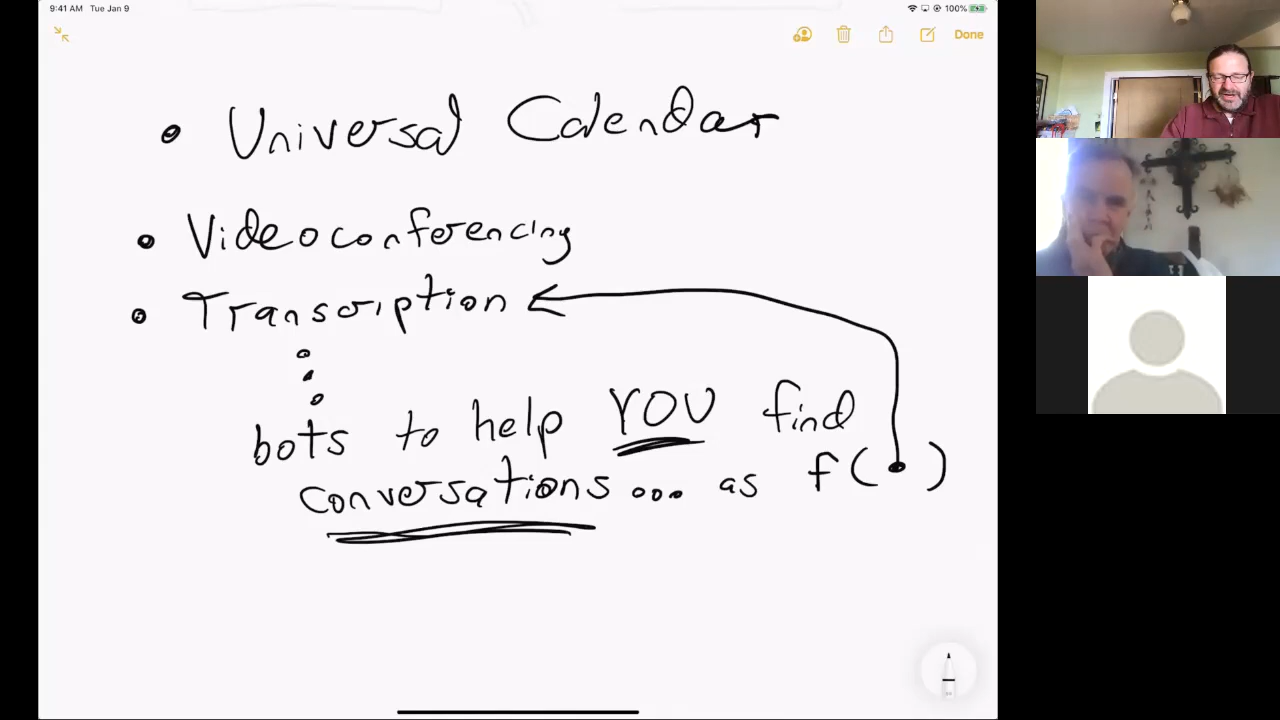 9:41 AM Tue Jan 9
100%
Done
• Universal Calendar
• Videoconferencing
• Transcription
bots to help YOU find
conversations... as f(•)